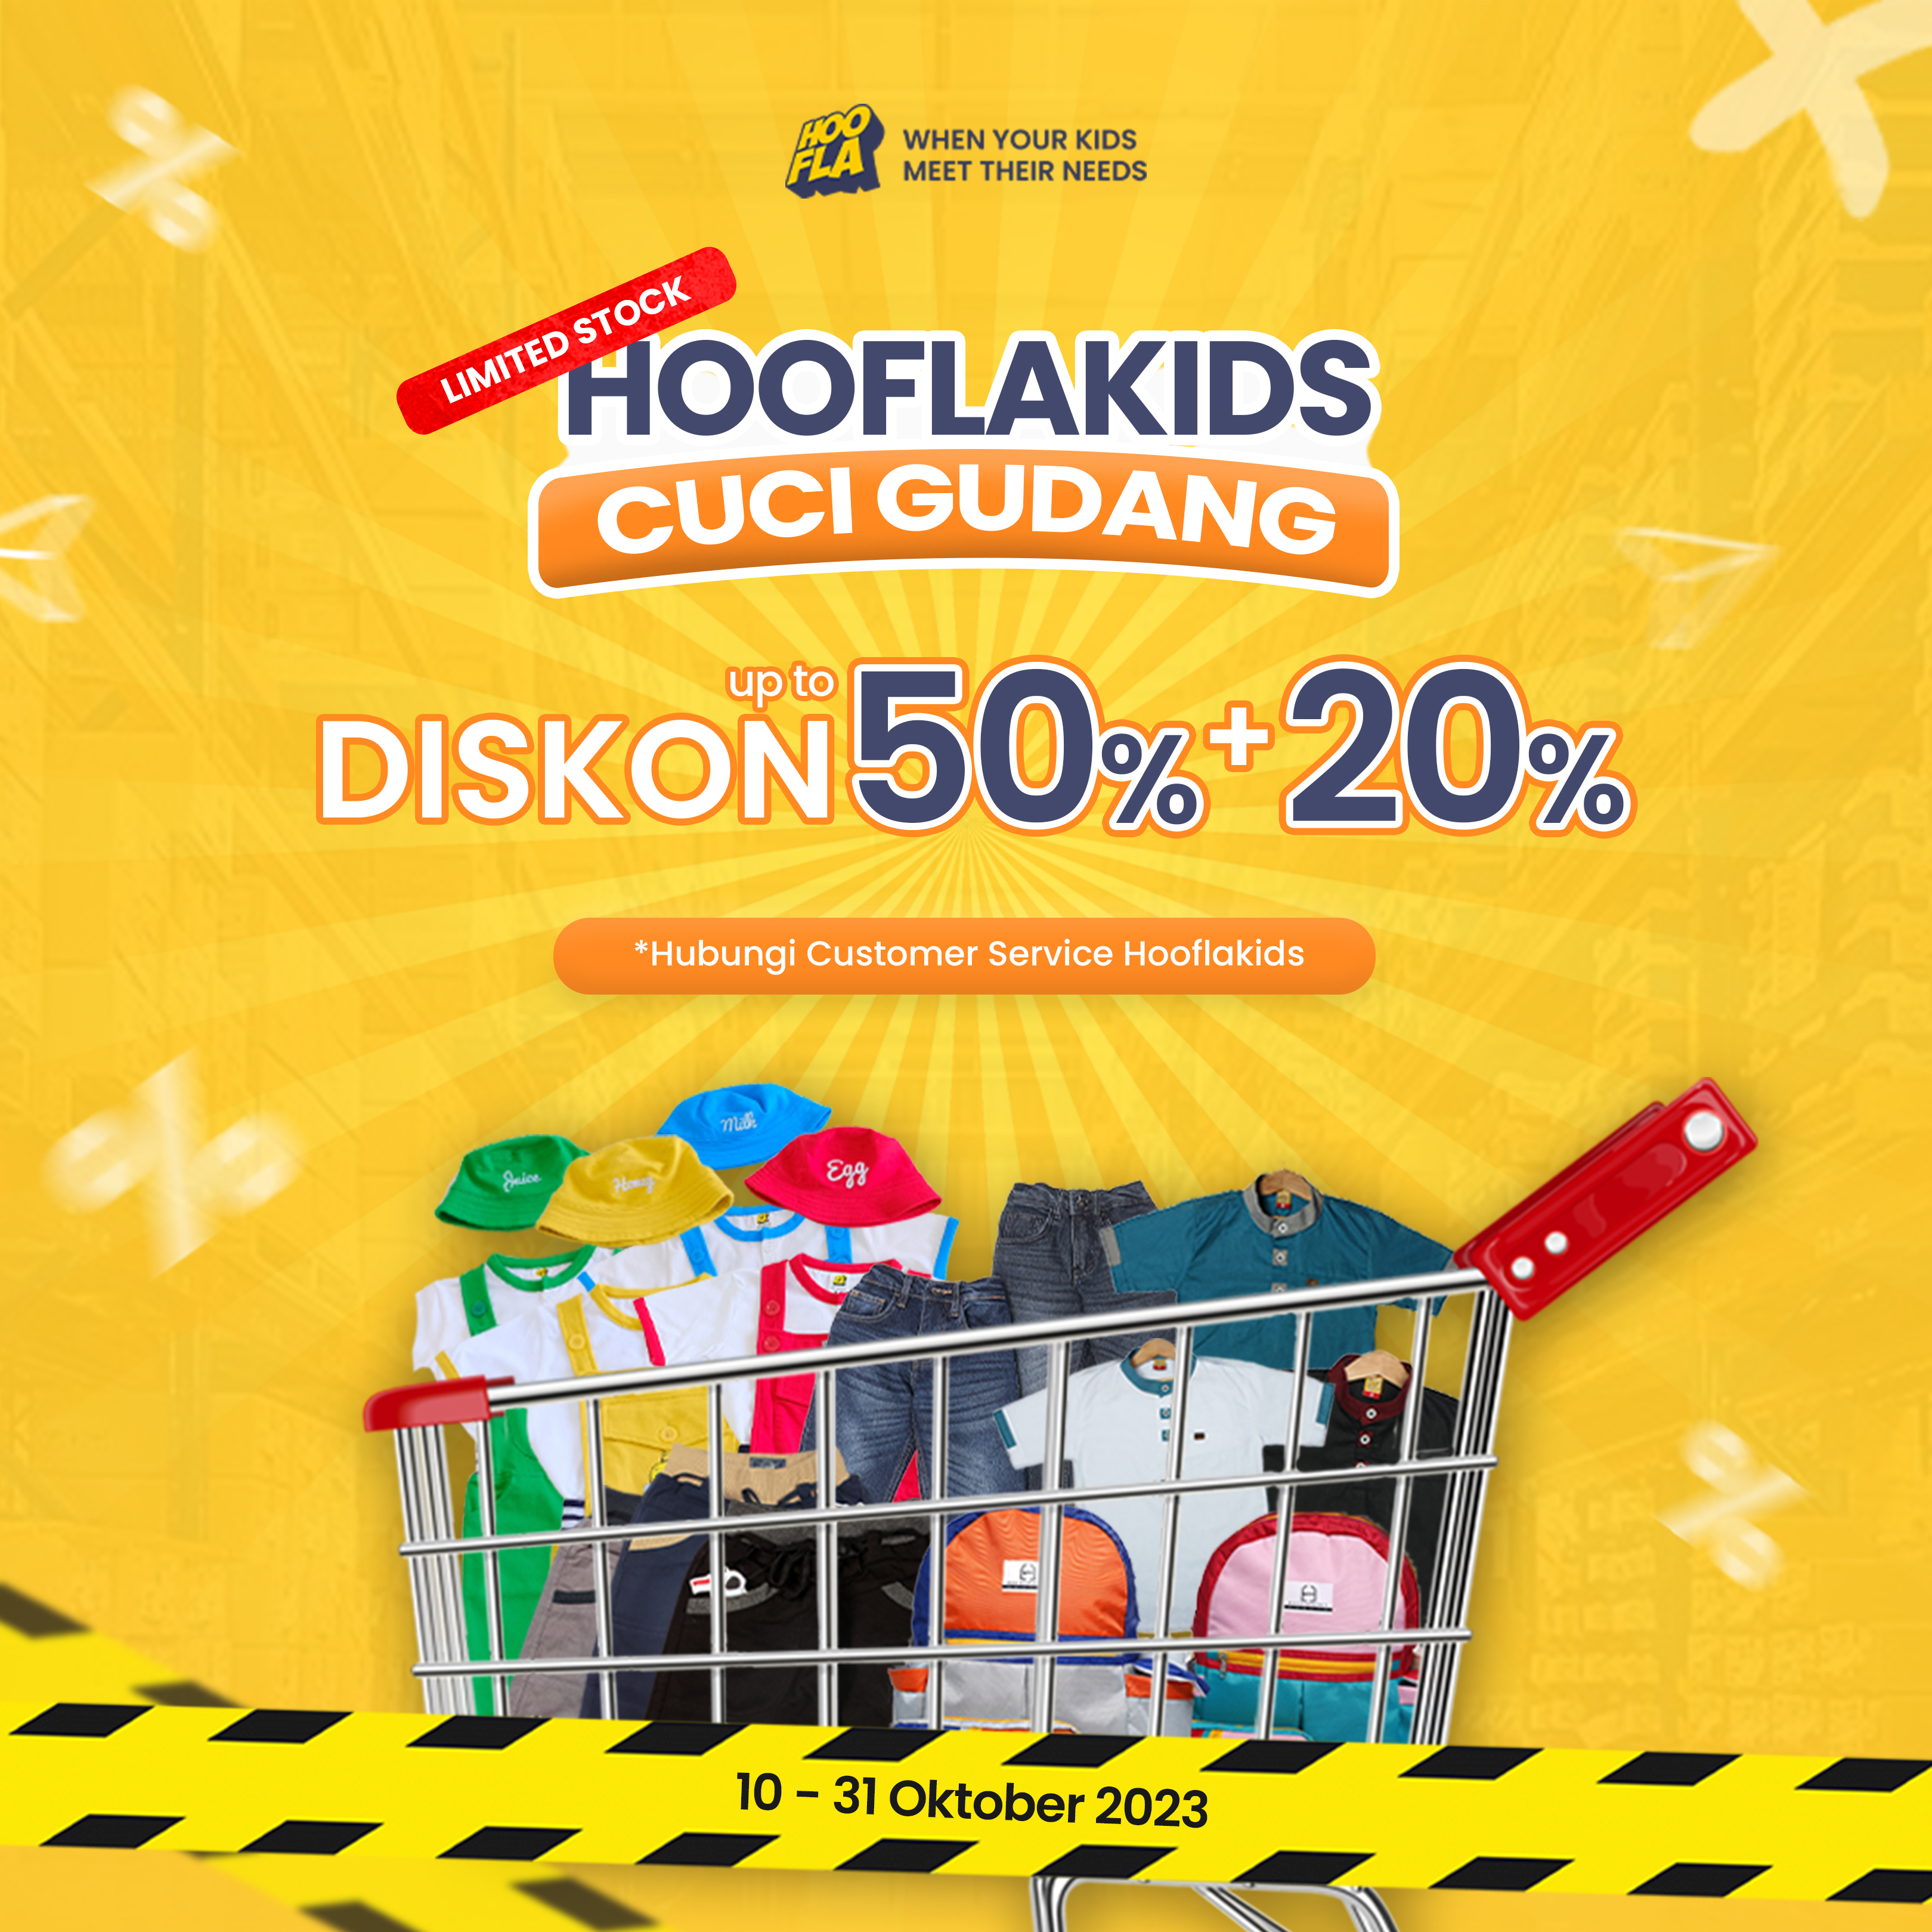 HOO
FLA
WHEN YOUR KIDS
MEET THEIR NEEDS
LIMITED STOCK
HOOFLAKIDS
CUCI GUDANG
up to
DISKON 50% + 20%
*Hubungi Customer Service Hooflakids
Milk
Juice
Honey
Egg
10 - 31 Oktober 2023